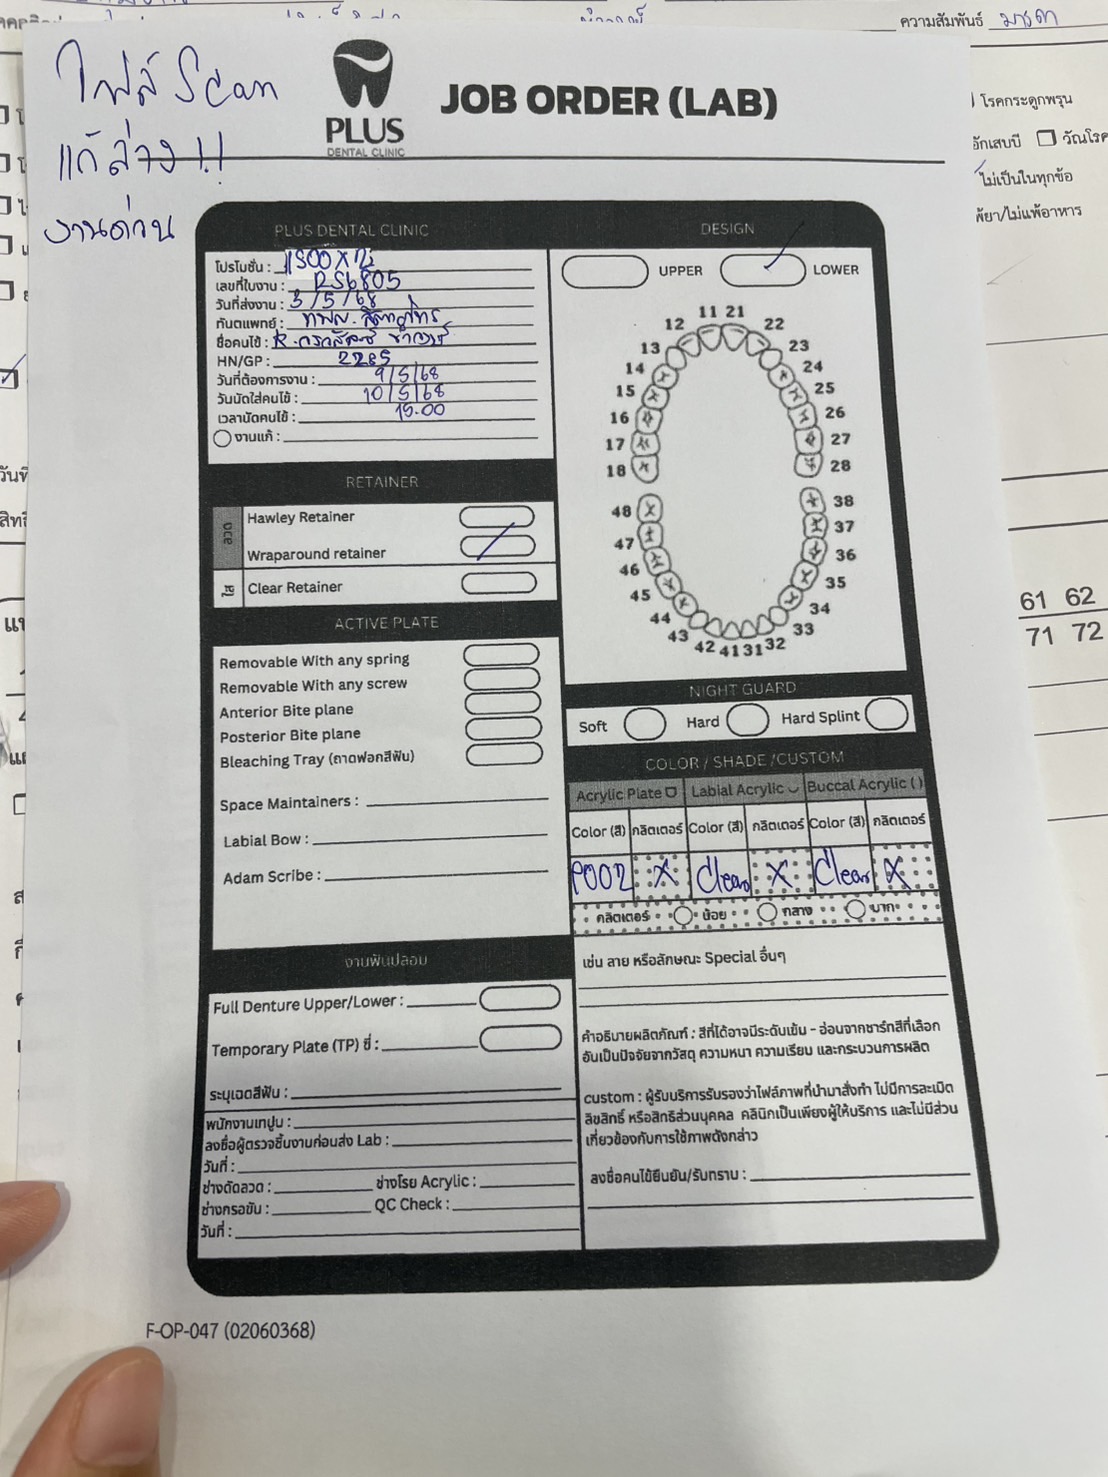 ความสัมพันธ์ มารดา
โรคกระดูกพรุน
อักเสบบี วัณโรค
ไม่เป็นในทุกข้อ
พ้ยา/ไม่แพ้อาหาร
ไฟล์ Scan
แก้ล่าง!!
งานด่วน
PLUS
DENTAL CLINIC
JOB ORDER (LAB)
PLUS DENTAL CLINIC
โปรโมชั่น : 1500 x
เลขที่ใบงาน : RS6805
วันที่ส่งงาน : 3/5/68
ทันตแพทย์ : ทพญ.
ชื่อคนไข้ :
HN/GP : 2285
วันที่ต้องการงาน : 9/5/68
วันนัดใส่คนไข้ : 10/5/68
เวลานัดคนไข้ : 15.00
งานแก้ :
DESIGN
UPPER LOWER
11 21
12 22
13 23
14 24
15 25
16 26
17 27
18 28
48 38
47 37
46 36
45 35
44 34
43 33
42 41 31 32
RETAINER
ลวด
Hawley Retainer
Wraparound retainer
ใส
Clear Retainer
ACTIVE PLATE
Removable With any spring
Removable With any screw
Anterior Bite plane
Posterior Bite plane
Bleaching Tray (ถาดฟอกสีฟัน)
Space Maintainers :
Labial Bow :
Adam Scribe :
NIGHT GUARD
Soft Hard Hard Splint
COLOR / SHADE /CUSTOM
Acrylic Plate Labial Acrylic Buccal Acrylic ( )
Color (สี) กลิตเตอร์ Color (สี) กลิตเตอร์ Color (สี) กลิตเตอร์
P002 X Clear X Clear X
กลิตเตอร์ น้อย กลาง มาก
เช่น ลาย หรือลักษณะ Special อื่นๆ
คำอธิบายผลิตภัณฑ์ : สีที่ได้อาจมีระดับเข้ม - อ่อนจากชาร์ทสีที่เลือก
อันเป็นปัจจัยจากวัสดุ ความหนา ความเรียบ และกระบวนการผลิต
custom : ผู้รับบริการรับรองว่าไฟล์ภาพที่นำมาสั่งทำ ไม่มีการละเมิด
ลิขสิทธิ์ หรือสิทธิส่วนบุคคล คลินิกเป็นเพียงผู้ให้บริการ และไม่มีส่วน
เกี่ยวข้องกับการใช้ภาพดังกล่าว
ลงชื่อคนไข้ยืนยัน/รับทราบ :
งานฟันปลอม
Full Denture Upper/Lower :
Temporary Plate (TP) ซี่ :
ระบุเฉดสีฟัน :
พนักงานเทปูน :
ลงชื่อผู้ตรวจชิ้นงานก่อนส่ง Lab :
วันที่ :
ช่างดัดลวด : ช่างโรย Acrylic :
ช่างกรอขัน : QC Check :
วันที่ :
F-OP-047 (02060368)
61 62
71 72